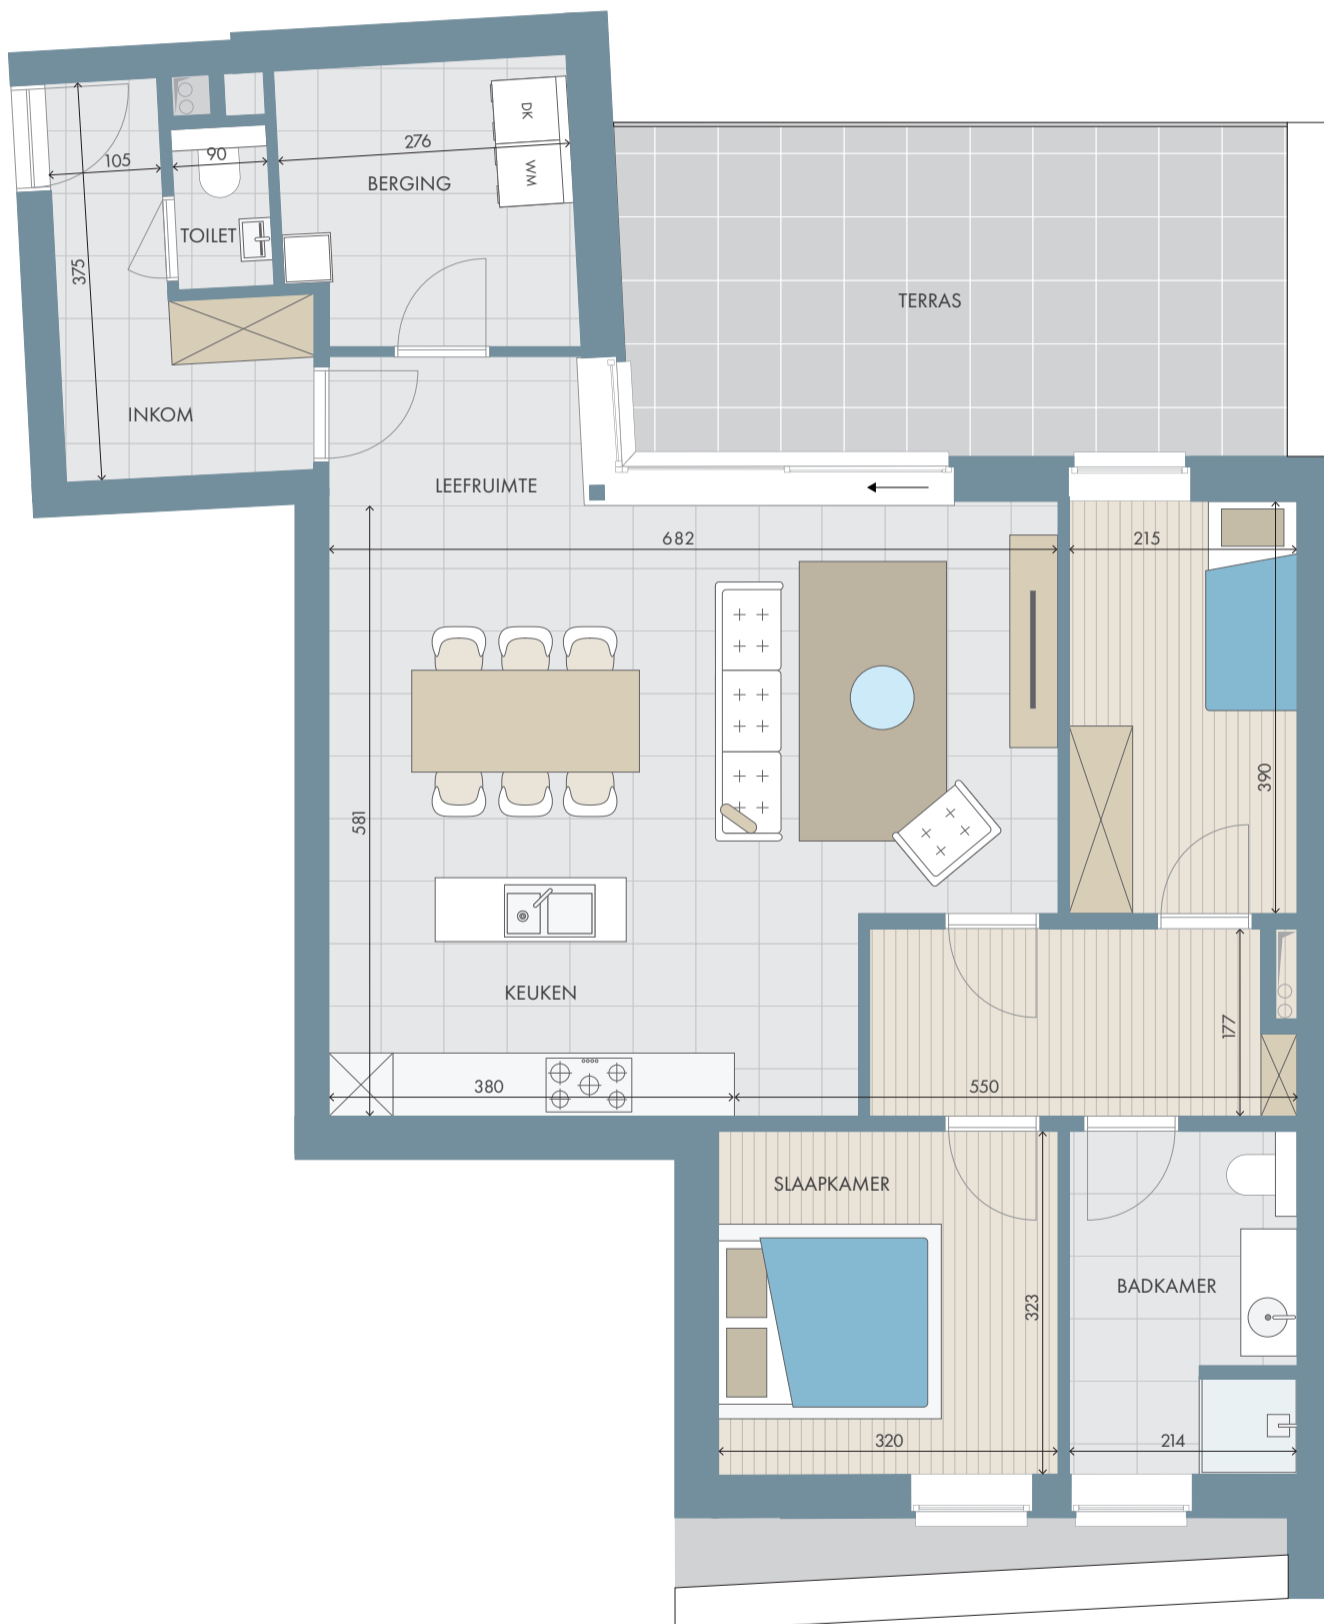 DK
276
WM
105
90
BERGING
TOILET
375
TERRAS
INKOM
LEEFRUIMTE
682
215
390
581
KEUKEN
177
380
550
SLAAPKAMER
BADKAMER
323
320
214